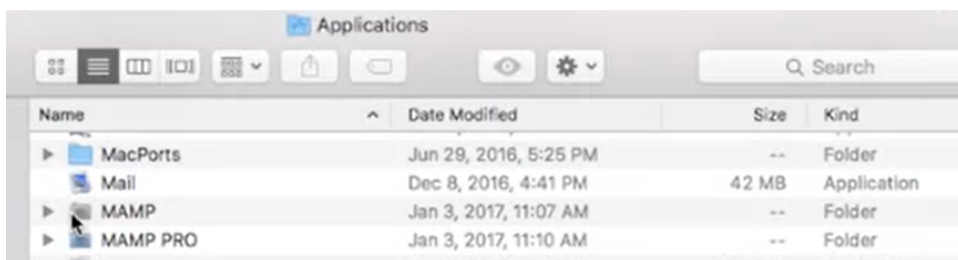 Applications
Search
Name Date Modified Size Kind
MacPorts Jun 29, 2016, 5:25 PM -- Folder
Mail Dec 8, 2016, 4:41 PM 42 MB Application
MAMP Jan 3, 2017, 11:07 AM -- Folder
MAMP PRO Jan 3, 2017, 11:10 AM -- Folder